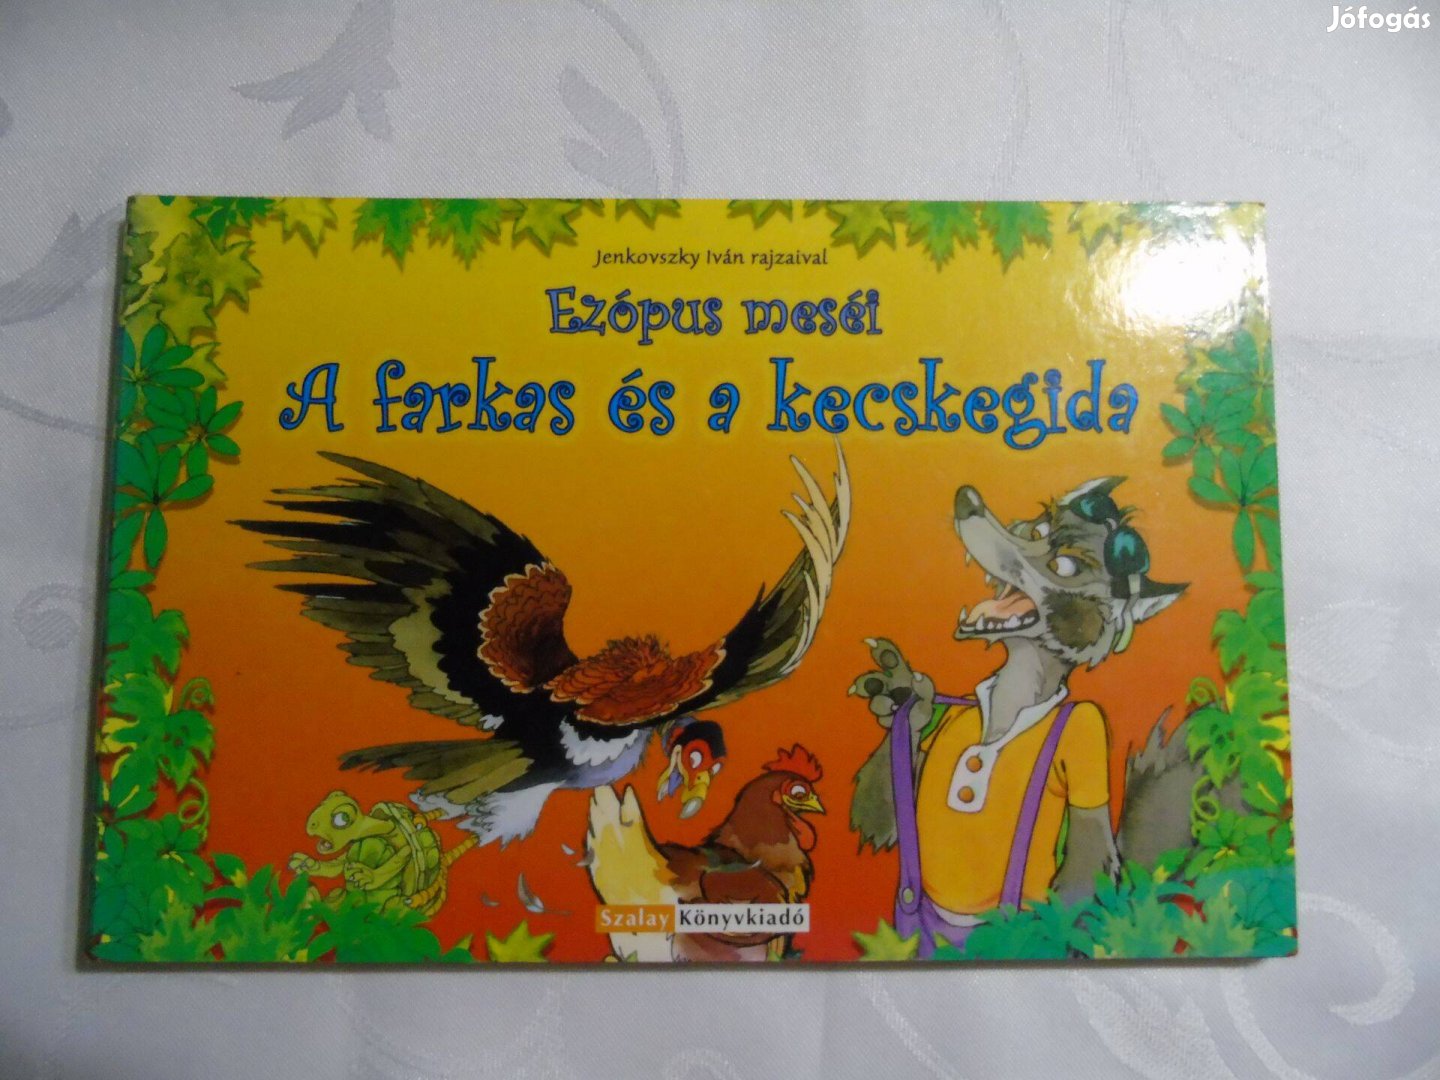 Jófogás
Jenkovszky Iván rajzaival
Ezópus meséi
A farkas és a kecskegida
Szalay Könyvkiadó